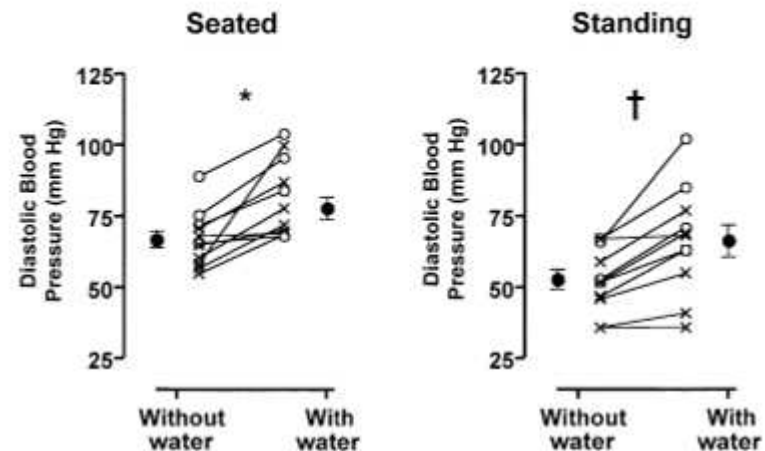 Seated
Diastolic Blood
Pressure (mm Hg)
125
100
75
50
25
*
Without
water
With
water
Standing
Diastolic Blood
Pressure (mm Hg)
125
100
75
50
25
†
Without
water
With
water